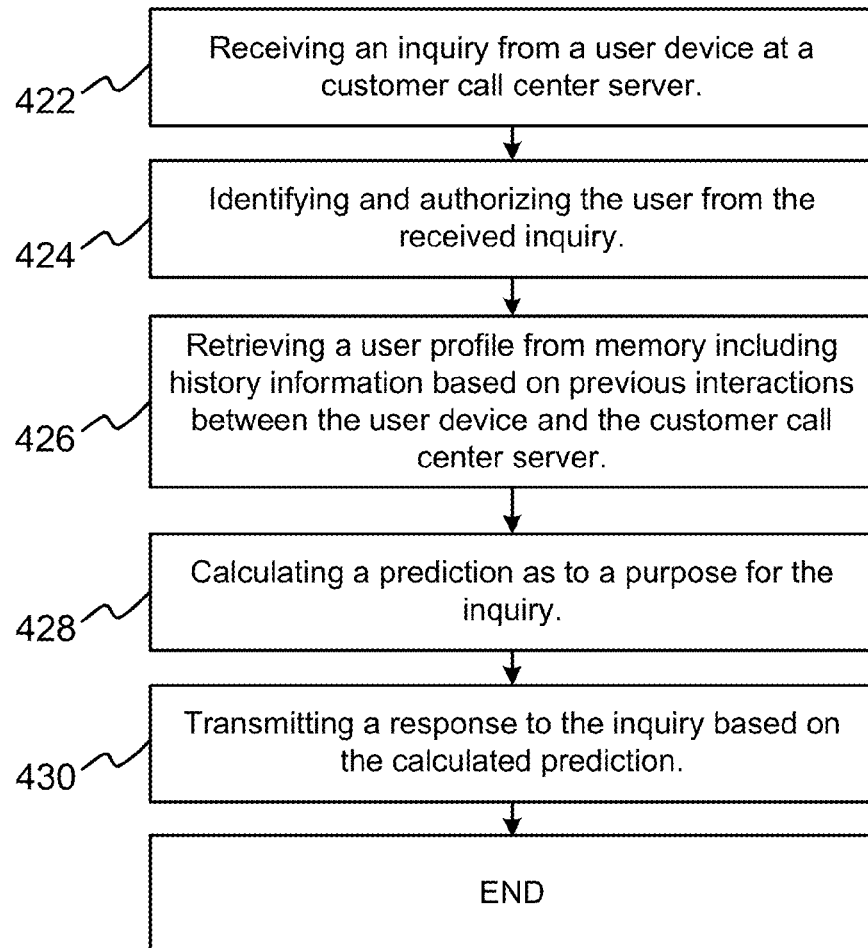 Receiving an inquiry from a user device at a
customer call center server.
422
Identifying and authorizing the user from the
received inquiry.
424
Retrieving a user profile from memory including
history information based on previous interactions
between the user device and the customer call
center server.
426
Calculating a prediction as to a purpose for the
inquiry.
428
Transmitting a response to the inquiry based on
the calculated prediction.
430
END